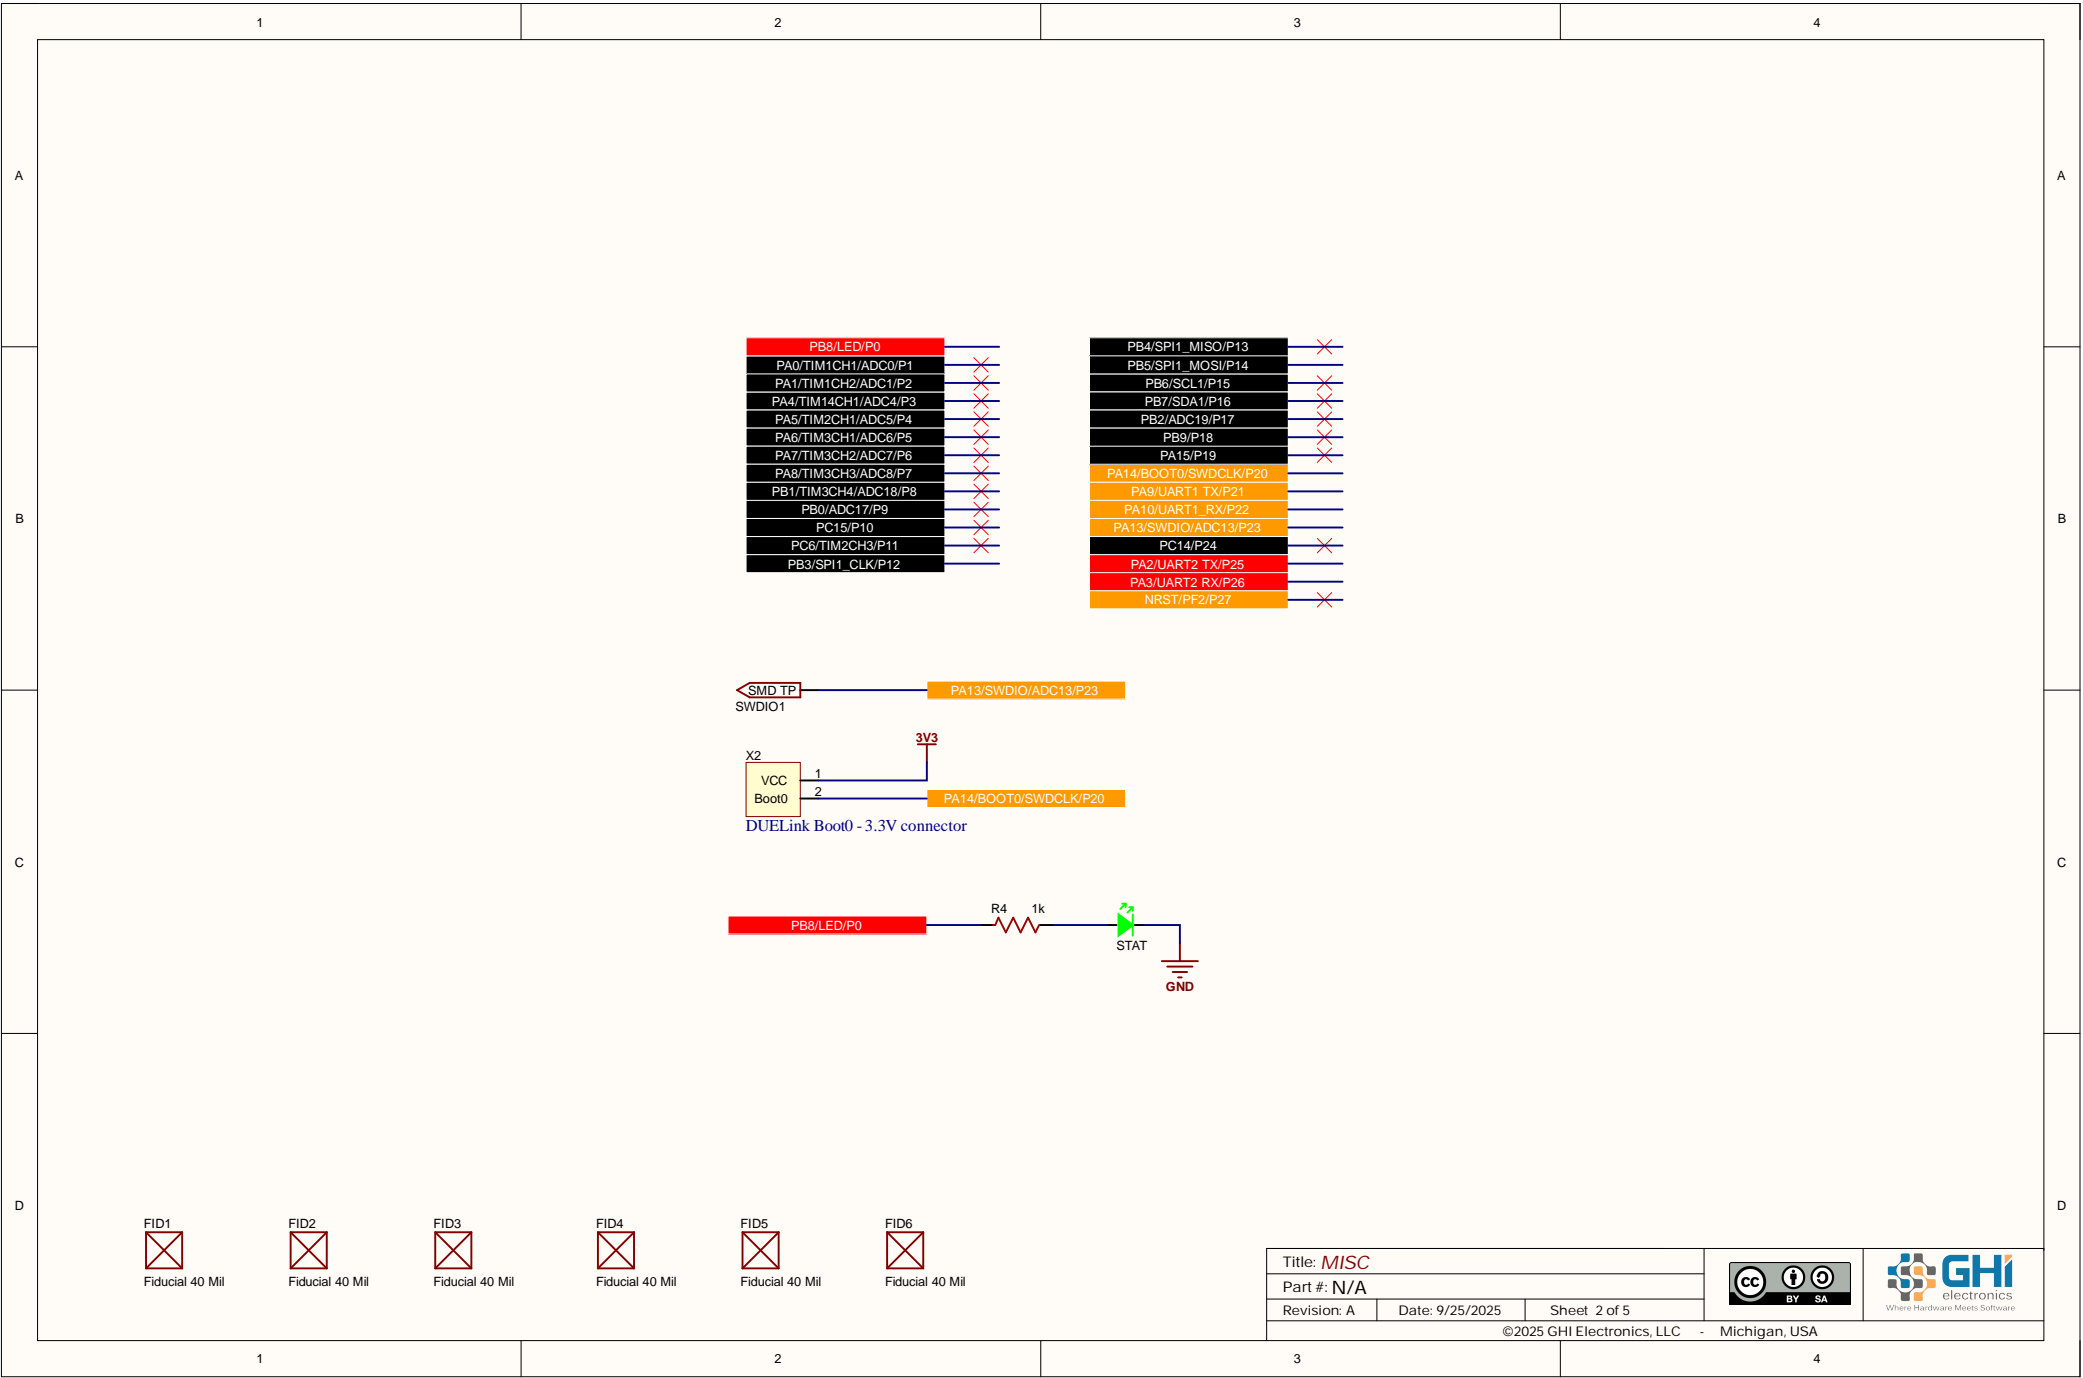 1 2 3 4
A A
PB8/LED/P0
PA0/TIM1CH1/ADC0/P1
PA1/TIM1CH2/ADC1/P2
PA4/TIM14CH1/ADC4/P3
PA5/TIM2CH1/ADC5/P4
PA6/TIM3CH1/ADC6/P5
PA7/TIM3CH2/ADC7/P6
PA8/TIM3CH3/ADC8/P7
PB1/TIM3CH4/ADC18/P8
PB0/ADC17/P9
PC15/P10
PC6/TIM2CH3/P11
PB3/SPI1_CLK/P12
PB4/SPI1_MISO/P13
PB5/SPI1_MOSI/P14
PB6/SCL1/P15
PB7/SDA1/P16
PB2/ADC19/P17
PB9/P18
PA15/P19
PA14/BOOT0/SWDCLK/P20
PA9/UART1 TX/P21
PA10/UART1_RX/P22
PA13/SWDIO/ADC13/P23
PC14/P24
PA2/UART2 TX/P25
PA3/UART2 RX/P26
NRST/PF2/P27
B B
SMD TP PA13/SWDIO/ADC13/P23
SWDIO1
3V3
X2
VCC 1
Boot0 2 PA14/BOOT0/SWDCLK/P20
DUELink Boot0 - 3.3V connector
C C
R4 1k
PB8/LED/P0
STAT
GND
D D
FID1 FID2 FID3 FID4 FID5 FID6
Fiducial 40 Mil Fiducial 40 Mil Fiducial 40 Mil Fiducial 40 Mil Fiducial 40 Mil Fiducial 40 Mil
Title: MISC
Part #: N/A
Revision: A Date: 9/25/2025 Sheet 2 of 5
©2025 GHI Electronics, LLC - Michigan, USA
cc BY SA
GHi
electronics
Where Hardware Meets Software
1 2 3 4